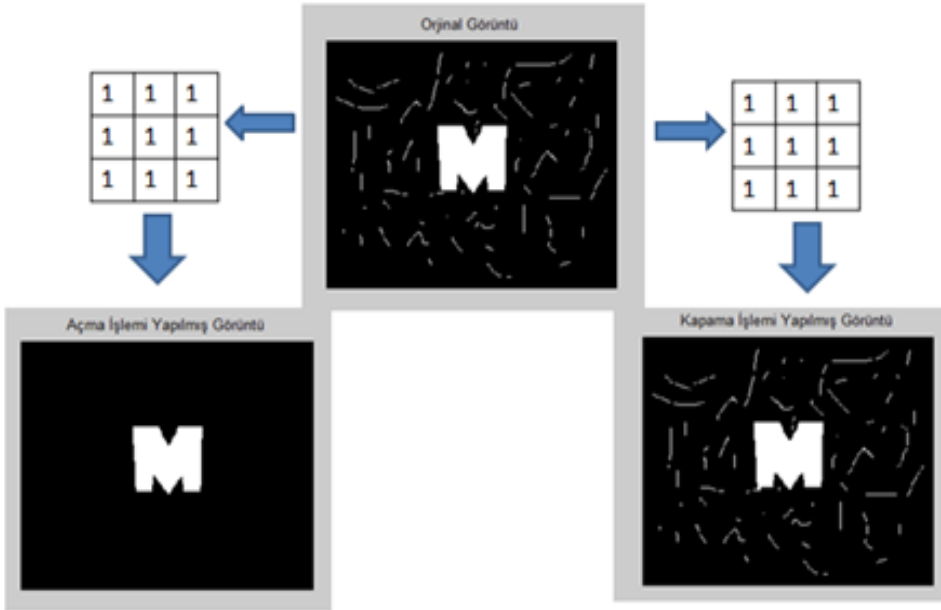 Orjinal Görüntü
1 1 1
1 1 1
1 1 1
1 1 1
1 1 1
1 1 1
Açma İşlemi Yapılmış Görüntü
Kapama İşlemi Yapılmış Görüntü
M
M
M